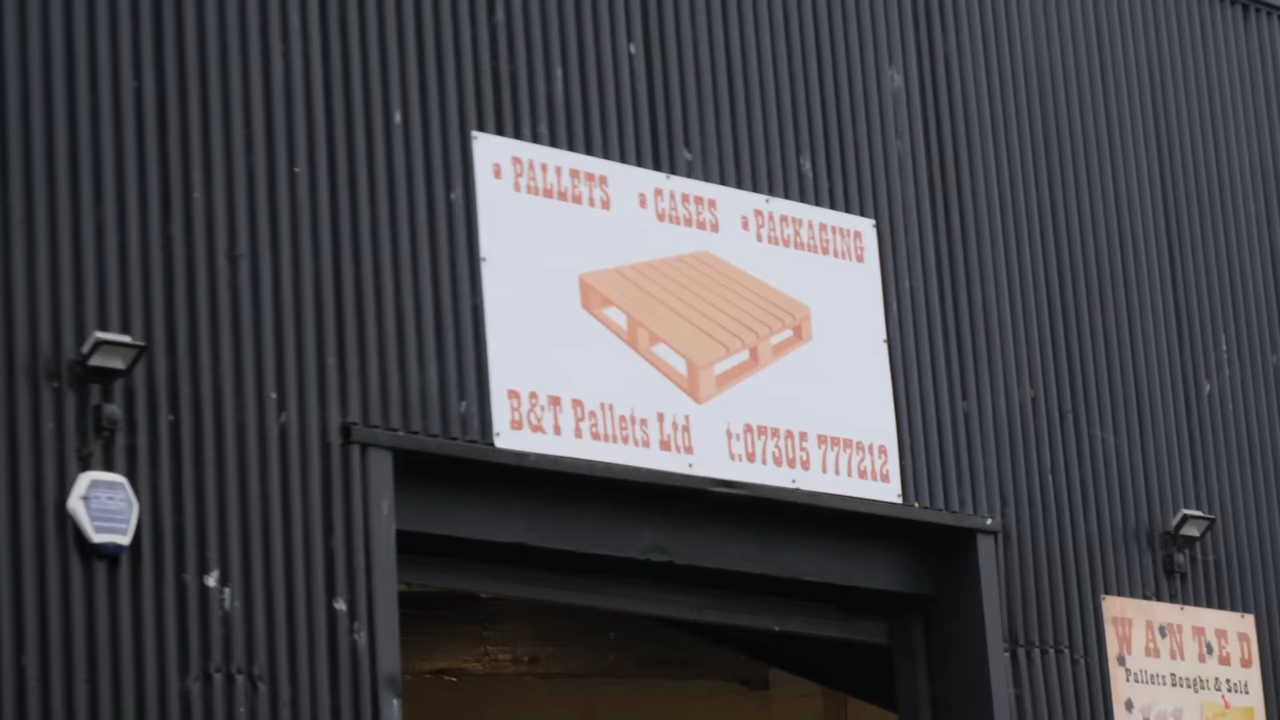 ▪ PALLETS ▪ CASES ▪ PACKAGING
B&T Pallets Ltd t:07305 777212
WANTED
Pallets Bought & Sold